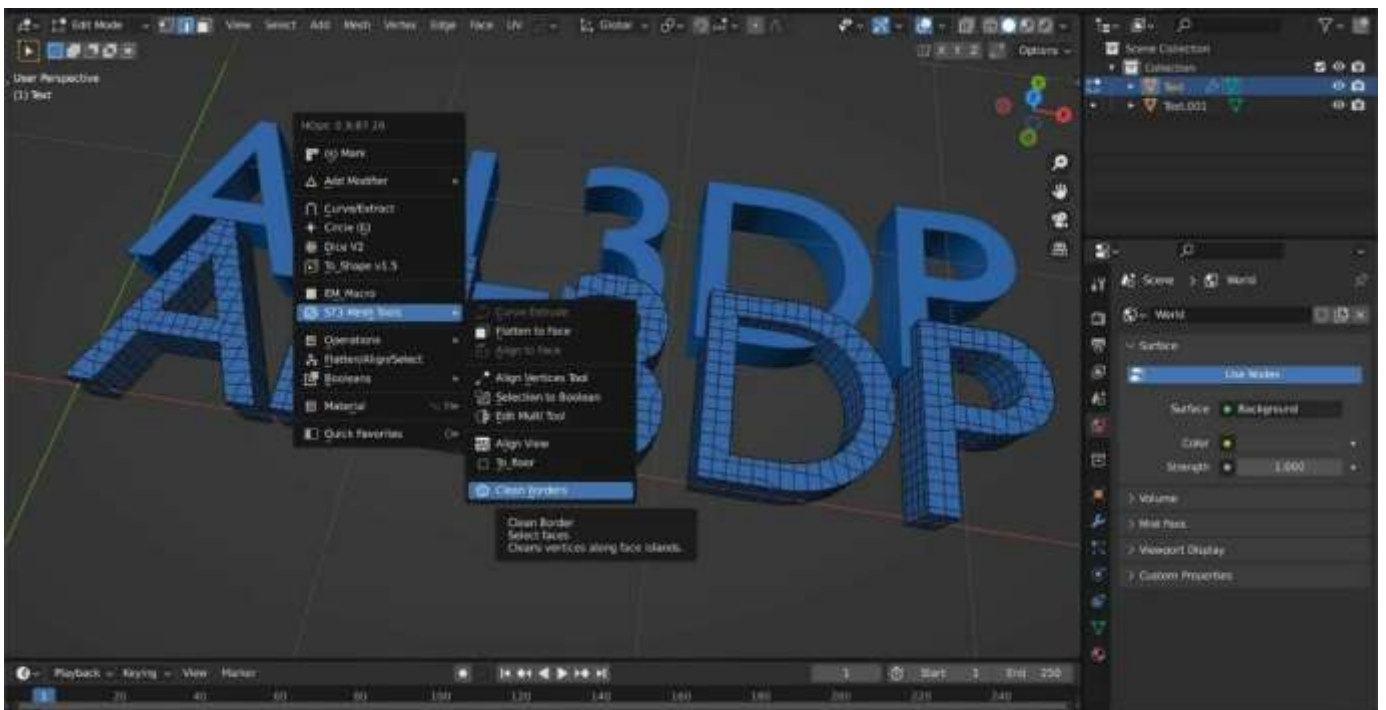 Edit Mode View Select Add Mesh Vertex Edge Face UV Global
X Y Z Options
User Perspective
(1) Text
HOps: 0.9.87.28
(Q) Mark
Add Modifier
Curve/Extract
Circle (E)
Dice V2
To_Shape v1.5
EM_Macro
ST3 Mesh Tools
Operations
Flatten/Align/Select
Booleans
Material
Quick Favorites
Curve Extrude
Flatten to Face
Align to Face
Align Vertices Tool
Selection to Boolean
Edit Multi Tool
Align View
To_floor
Clean Borders
Clean Border
Select faces
Cleans vertices along face islands.
3DP
3DP
Scene Collection
Collection
Text
Text.001
Scene > World
World
Surface
Use Nodes
Surface Background
Color
Strength 1.000
Volume
Mist Pass
Viewport Display
Custom Properties
Playback Keying View Marker 1 Start 1 End 250
1 20 40 60 80 100 120 140 160 180 200 220 240